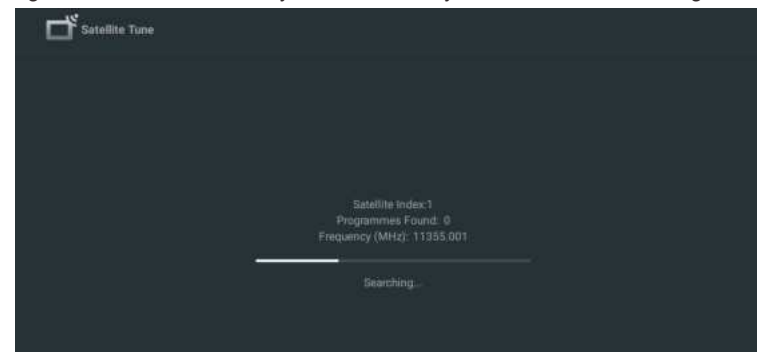 Satellite Tune
Satellite Index:1
Programmes Found: 0
Frequency (MHz): 11355.001
Searching...